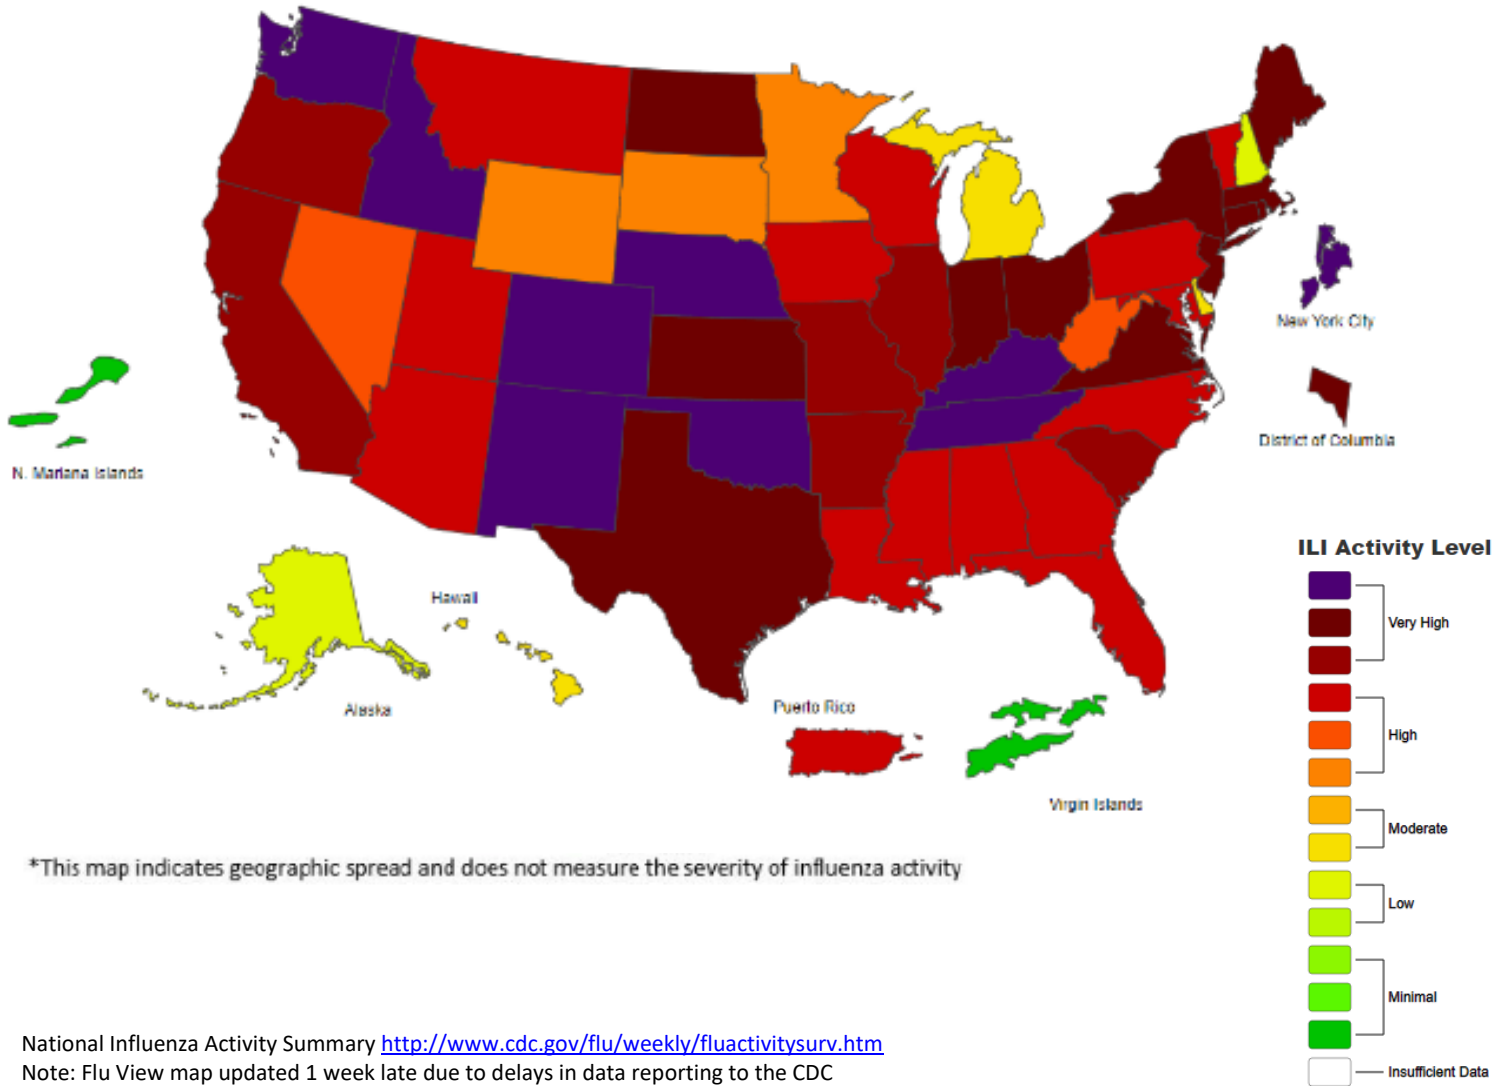 New York City
District of Columbia
N. Mariana Islands
ILI Activity Level
Very High
High
Moderate
Low
Minimal
Insufficient Data
Hawaii
Alaska
Puerto Rico
Virgin Islands
*This map indicates geographic spread and does not measure the severity of influenza activity
National Influenza Activity Summary http://www.cdc.gov/flu/weekly/fluactivitysurv.htm
Note: Flu View map updated 1 week late due to delays in data reporting to the CDC